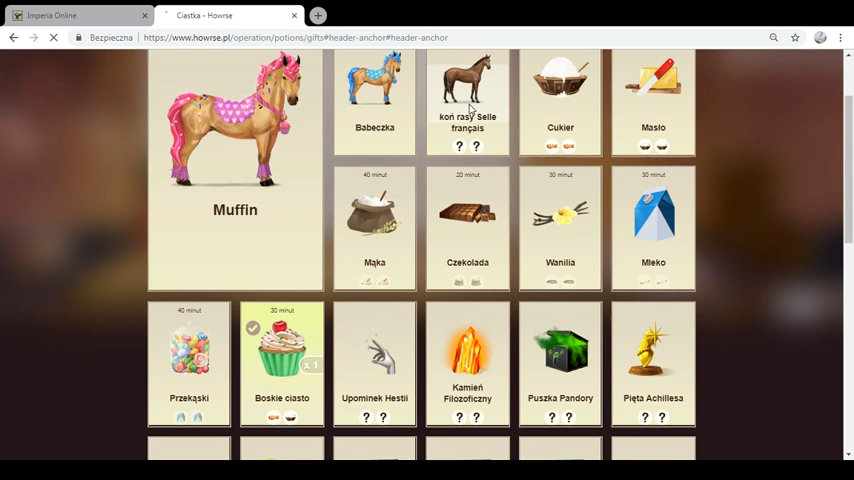 Imperia Online
Ciastka - Howrse
Bezpieczna
https://www.howrse.pl/operation/potions/gifts#header-anchor#header-anchor
Muffin
Babeczka
koń rasy Selle
français
? ?
Cukier
Masło
40 minut
Mąka
20 minut
Czekolada
30 minut
Wanilia
30 minut
Mleko
40 minut
Przekąski
30 minut
x 1
Boskie ciasto
Upominek Hestii
? ?
Kamień
Filozoficzny
? ?
Puszka Pandory
? ?
Pięta Achillesa
? ?